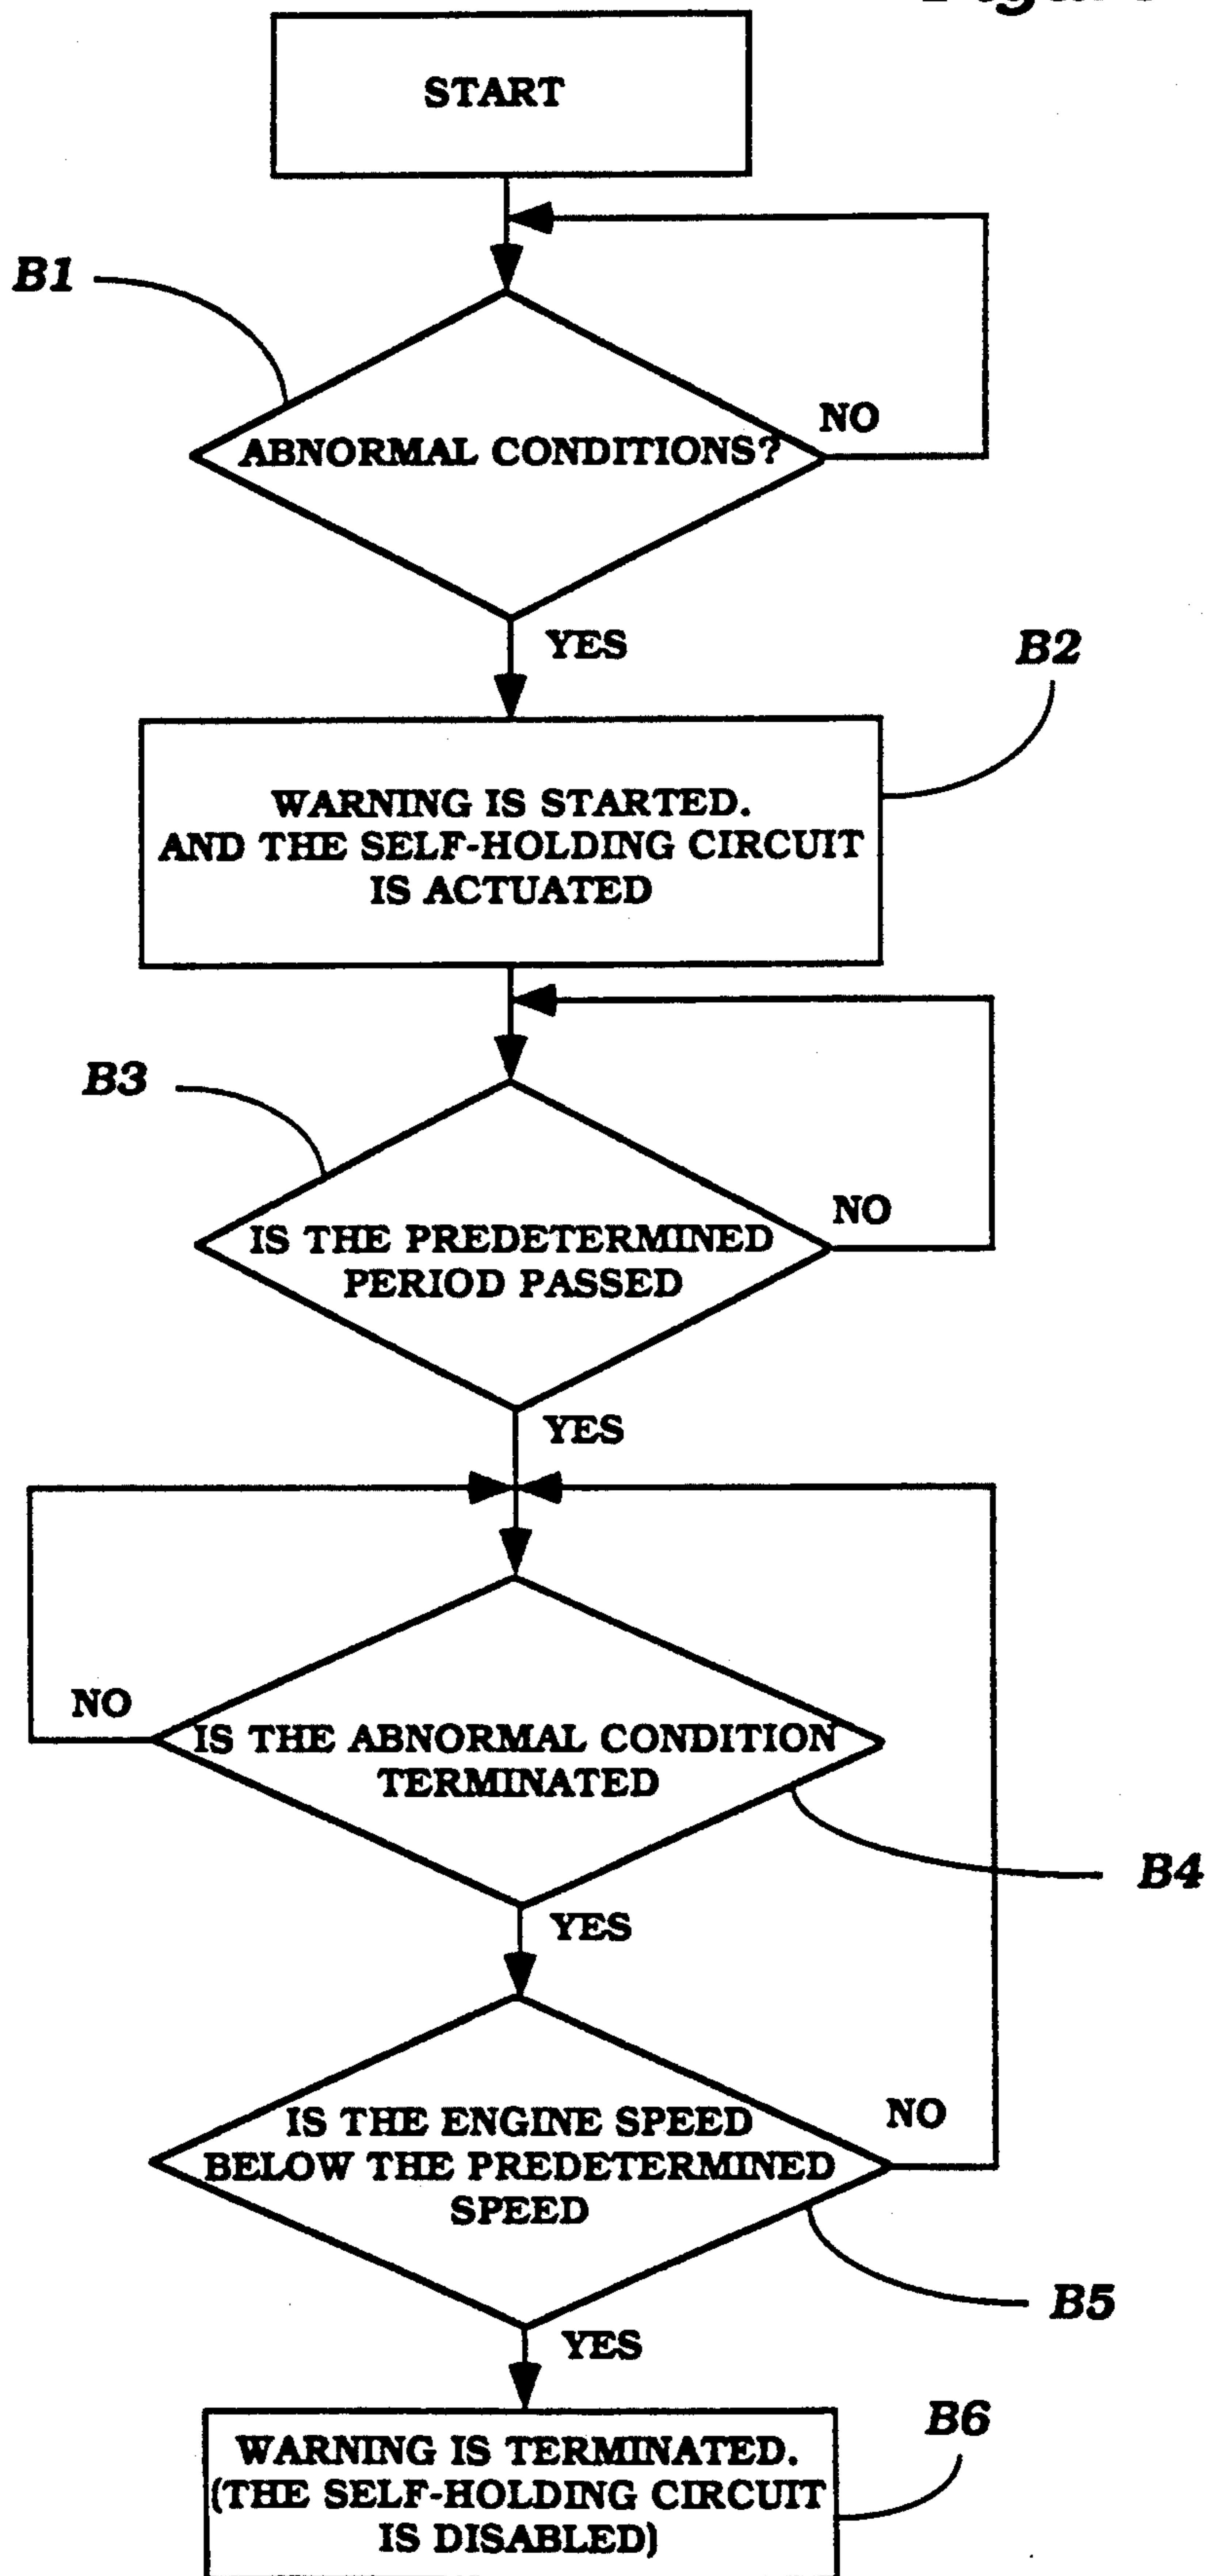 START
B1
NO
ABNORMAL CONDITIONS?
YES
B2
WARNING IS STARTED.
AND THE SELF-HOLDING CIRCUIT
IS ACTUATED
B3
NO
IS THE PREDETERMINED
PERIOD PASSED
YES
NO
IS THE ABNORMAL CONDITION
TERMINATED
B4
YES
NO
IS THE ENGINE SPEED
BELOW THE PREDETERMINED
SPEED
B5
YES
B6
WARNING IS TERMINATED.
(THE SELF-HOLDING CIRCUIT
IS DISABLED)